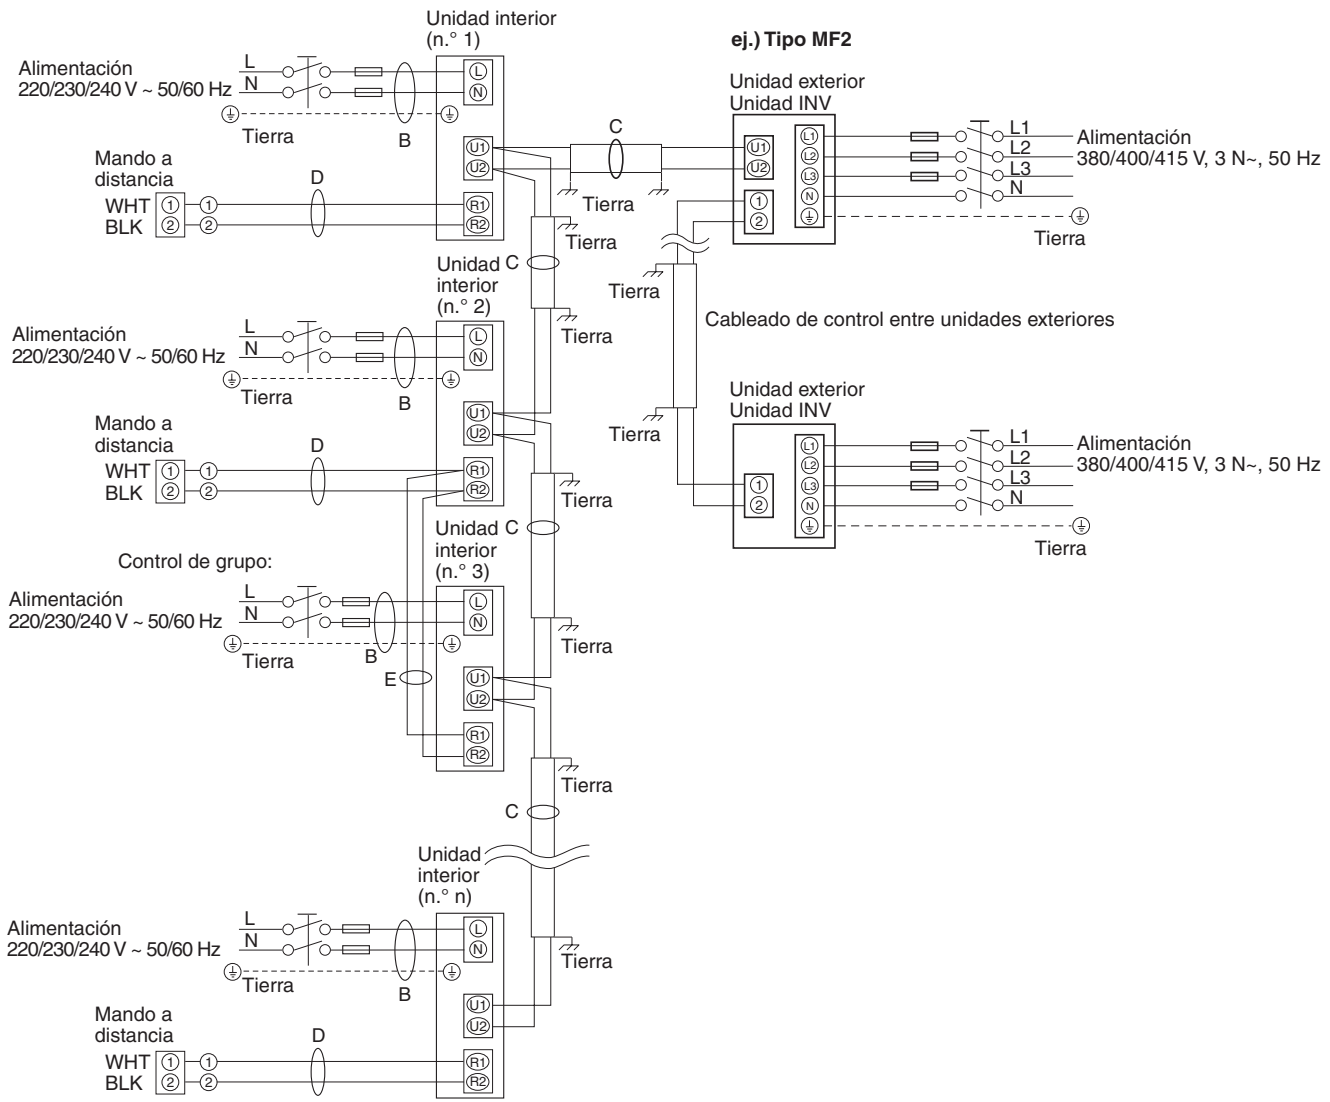 Unidad interior
(n.° 1)
ej.) Tipo MF2
Alimentación
220/230/240 V ~ 50/60 Hz
L
N
Tierra
B
L
N
U1
U2
R1
R2
Mando a
distancia
WHT 1 1
BLK 2 2
D
C
Tierra
Tierra
C
Tierra
Unidad exterior
Unidad INV
U1
U2
1
2
L1
L2
L3
N
L1
L2
L3
N
Alimentación
380/400/415 V, 3 N~, 50 Hz
Tierra
Tierra
Cableado de control entre unidades exteriores
Tierra
Unidad exterior
Unidad INV
1
2
L1
L2
L3
N
L1
L2
L3
N
Alimentación
380/400/415 V, 3 N~, 50 Hz
Tierra
Unidad
interior
(n.° 2)
Alimentación
220/230/240 V ~ 50/60 Hz
L
N
Tierra
B
L
N
U1
U2
R1
R2
Mando a
distancia
WHT 1 1
BLK 2 2
D
Tierra
C
Tierra
Unidad
interior
(n.° 3)
Control de grupo:
Alimentación
220/230/240 V ~ 50/60 Hz
L
N
Tierra
B
E
L
N
U1
U2
R1
R2
Tierra
C
Unidad
interior
(n.° n)
Alimentación
220/230/240 V ~ 50/60 Hz
L
N
Tierra
B
L
N
U1
U2
R1
R2
Tierra
Mando a
distancia
WHT 1 1
BLK 2 2
D